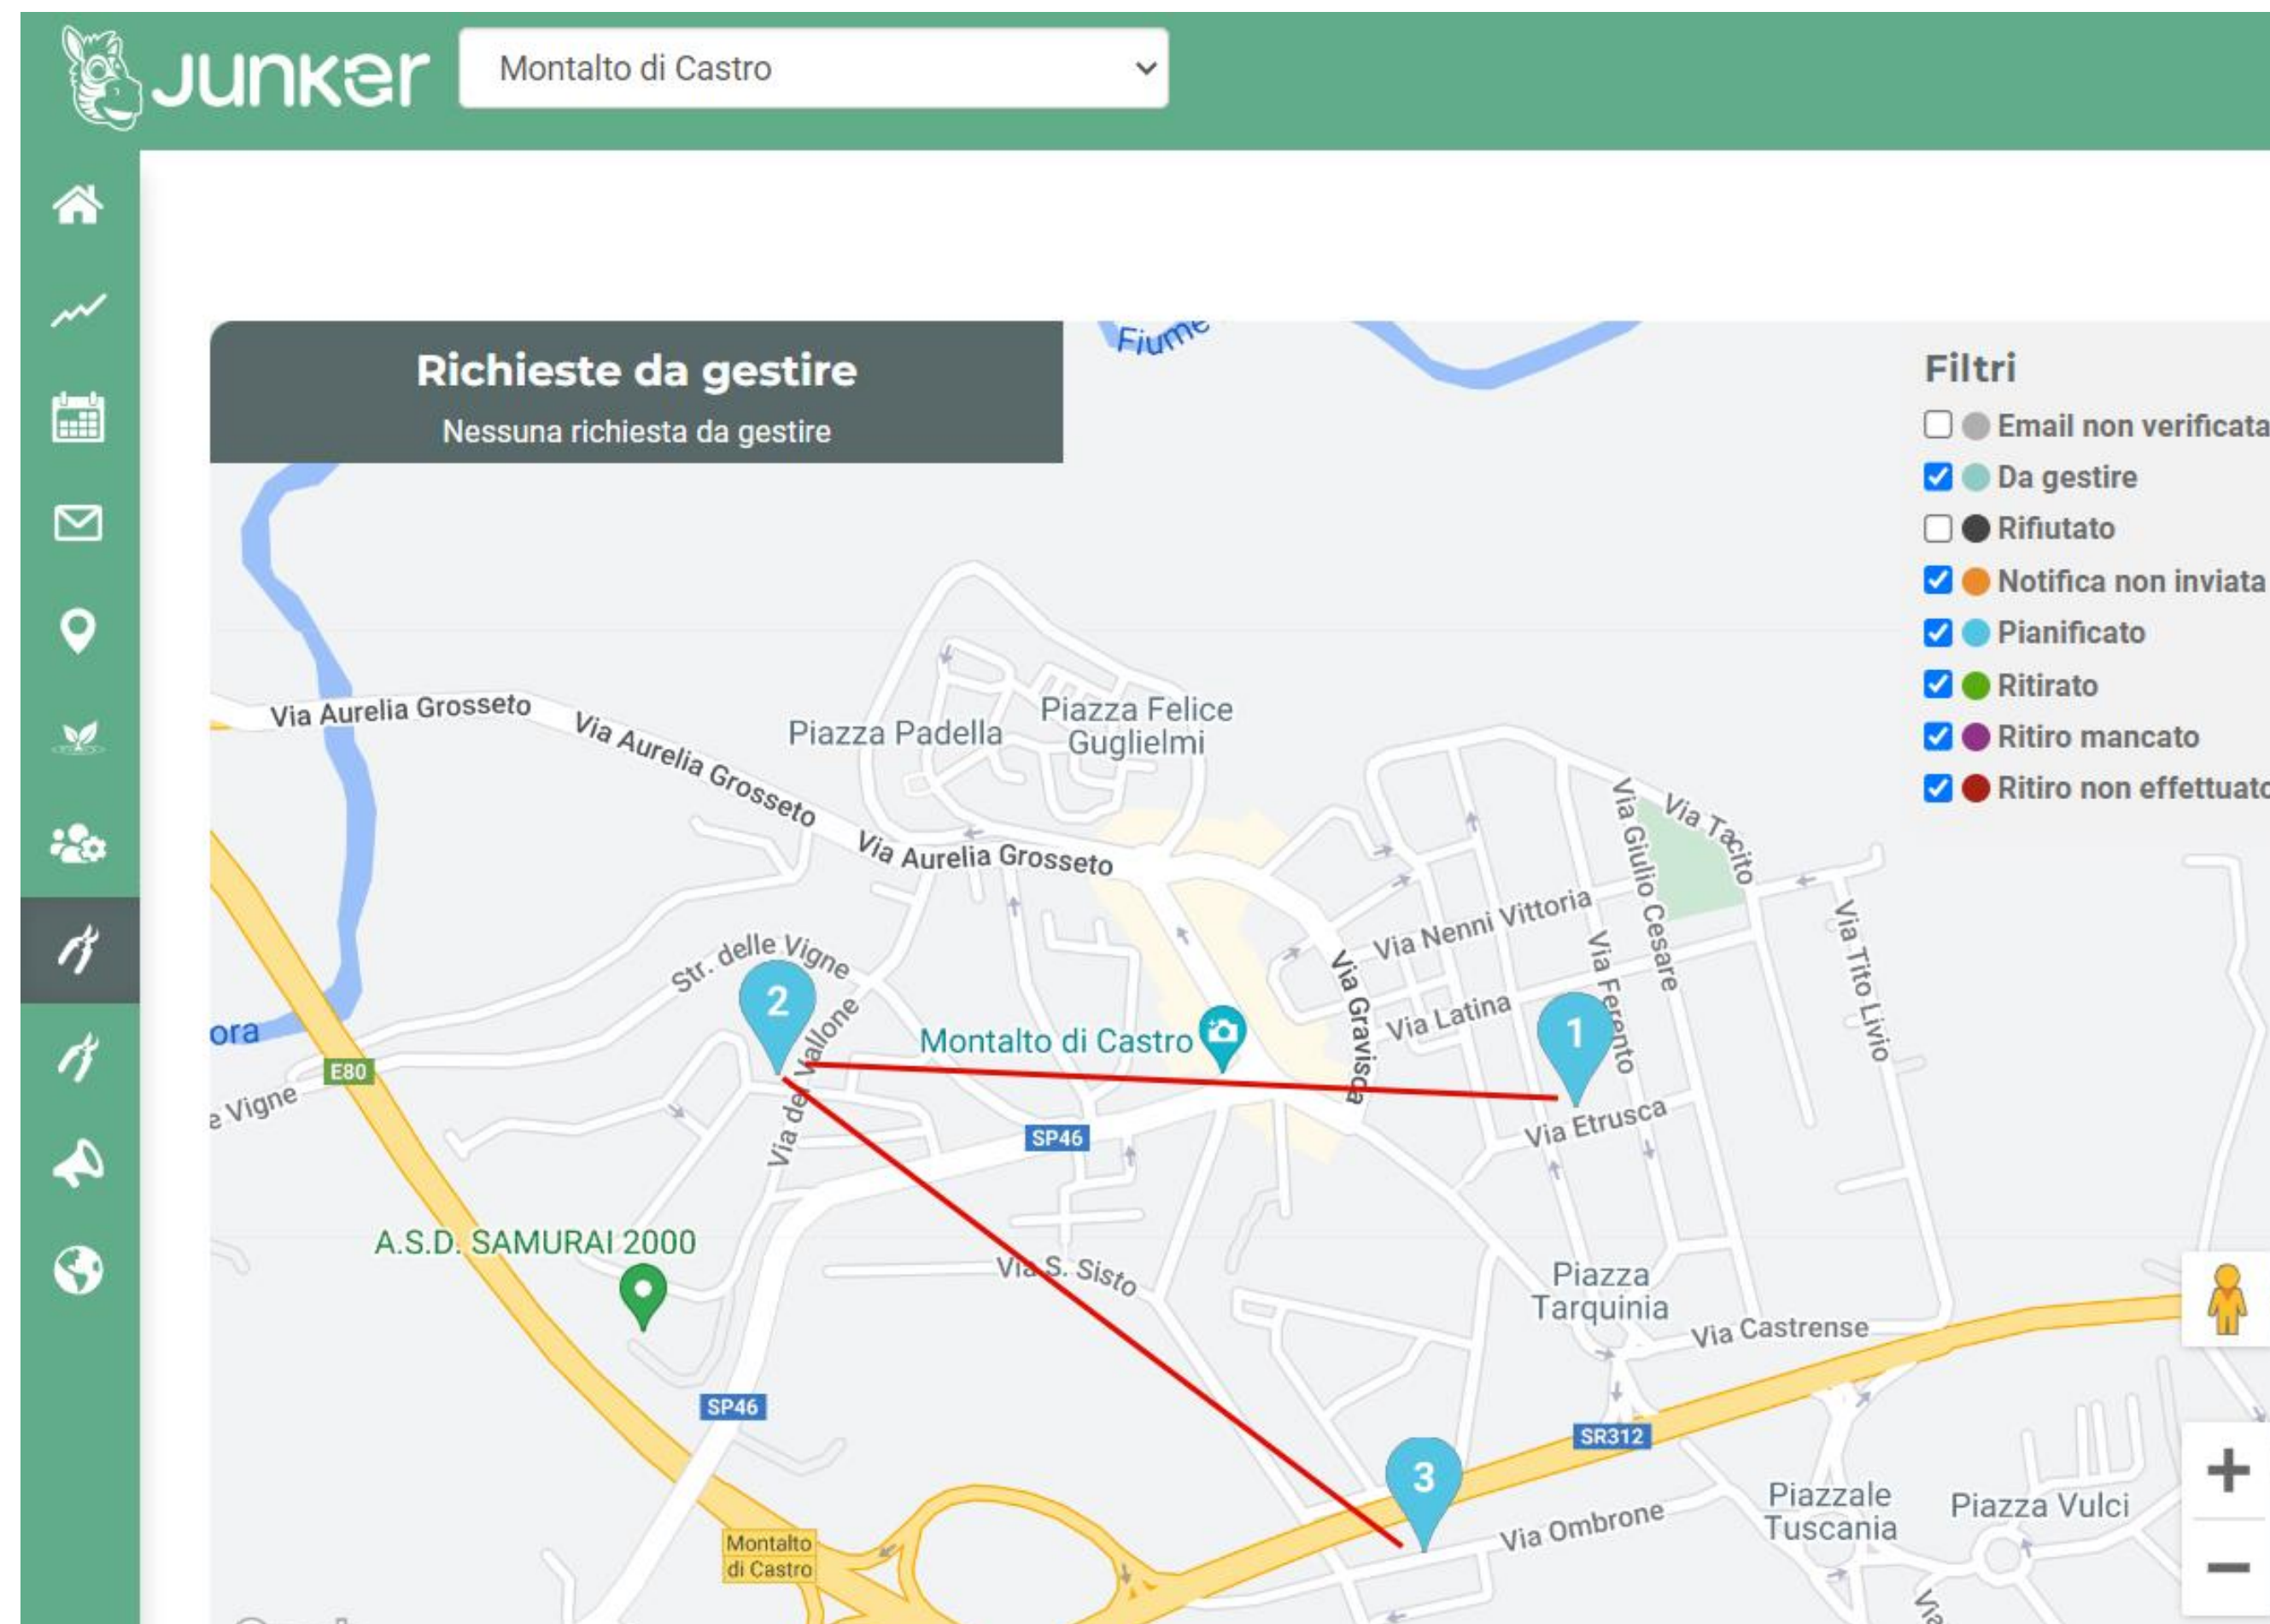 JUNKER
Montalto di Castro
Richieste da gestire
Nessuna richiesta da gestire
Fiume
Filtri
Email non verificata
Da gestire
Rifiutato
Notifica non inviata
Pianificato
Ritirato
Ritiro mancato
Ritiro non effettuato
Via Aurelia Grosseto
Via Aurelia Grosseto
Piazza Padella
Piazza Felice
Guglielmi
Via Aurelia Grosseto
Via Giulio Cesare
Via Tacito
Via Nenni Vittoria
Via Ferento
Via Tito Livio
Str. delle Vigne
Via Gravisca
2
Via del Vallone
Montalto di Castro
Via Latina
1
ora
E80
e Vigne
SP46
Via Etrusca
A.S.D. SAMURAI 2000
Via S. Sisto
Piazza
Tarquinia
Via Castrense
SP46
SR312
3
Piazzale
Tuscania
Piazza Vulci
Via Ombrone
Montalto
di Castro
Via